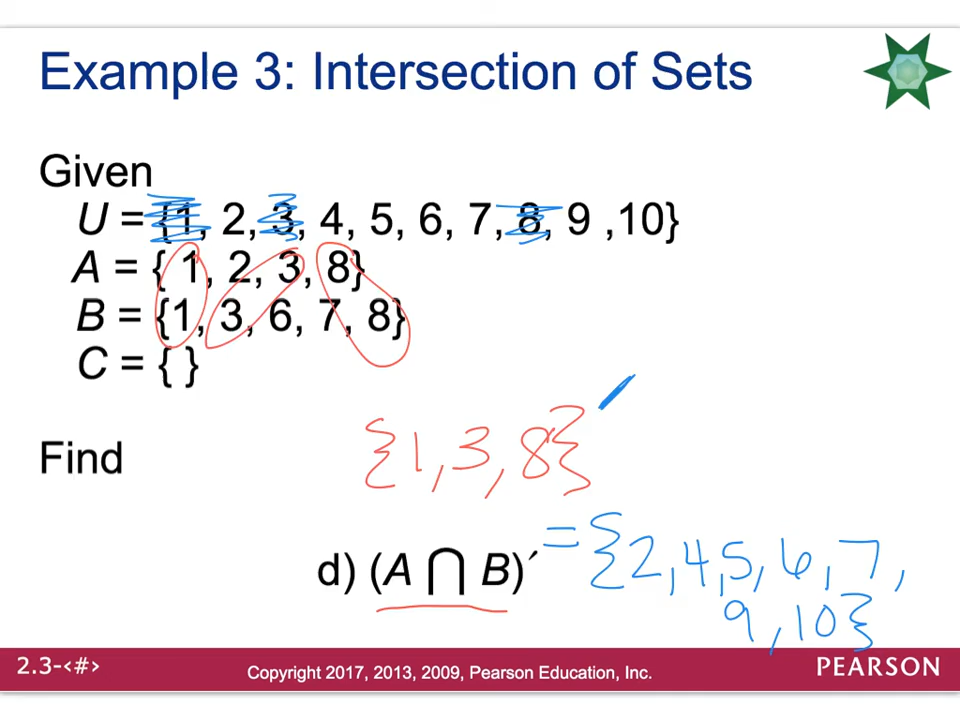 Example 3: Intersection of Sets
Given
U = {1, 2, 3, 4, 5, 6, 7, 8, 9 ,10}
A = { 1, 2, 3, 8}
B = {1, 3, 6, 7, 8}
C = { }
{1,3,8}′
Find
d) (A ⋂ B)′ = {2,4,5,6,7,
9,10}
2.3-<#>
Copyright 2017, 2013, 2009, Pearson Education, Inc.
PEARSON